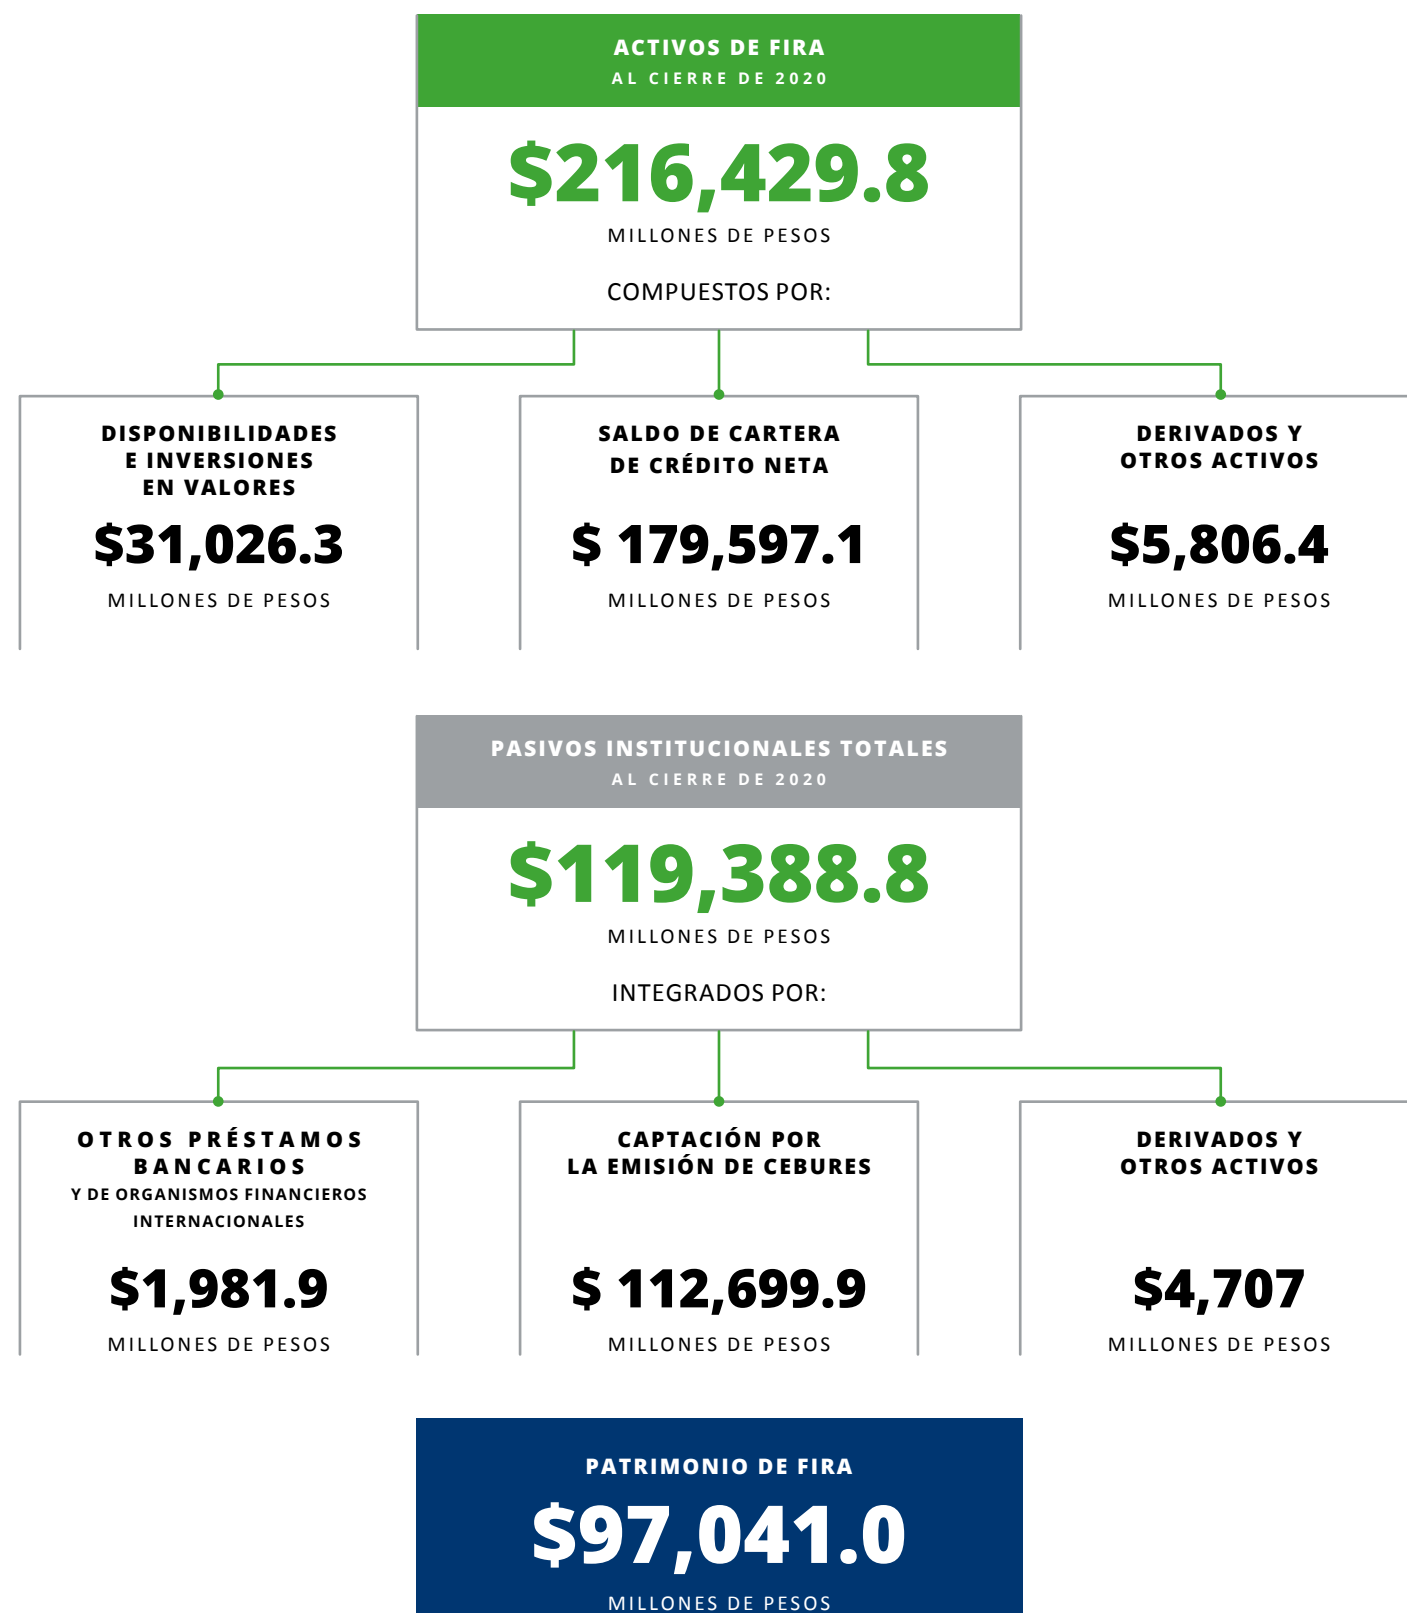 ACTIVOS DE FIRA
AL CIERRE DE 2020
$216,429.8
MILLONES DE PESOS
COMPUESTOS POR:
DISPONIBILIDADES
E INVERSIONES
EN VALORES
$31,026.3
MILLONES DE PESOS
SALDO DE CARTERA
DE CRÉDITO NETA
$ 179,597.1
MILLONES DE PESOS
DERIVADOS Y
OTROS ACTIVOS
$5,806.4
MILLONES DE PESOS
PASIVOS INSTITUCIONALES TOTALES
AL CIERRE DE 2020
$119,388.8
MILLONES DE PESOS
INTEGRADOS POR:
OTROS PRÉSTAMOS
BANCARIOS
Y DE ORGANISMOS FINANCIEROS
INTERNACIONALES
$1,981.9
MILLONES DE PESOS
CAPTACIÓN POR
LA EMISIÓN DE CEBURES
$ 112,699.9
MILLONES DE PESOS
DERIVADOS Y
OTROS ACTIVOS
$4,707
MILLONES DE PESOS
PATRIMONIO DE FIRA
$97,041.0
MILLONES DE PESOS